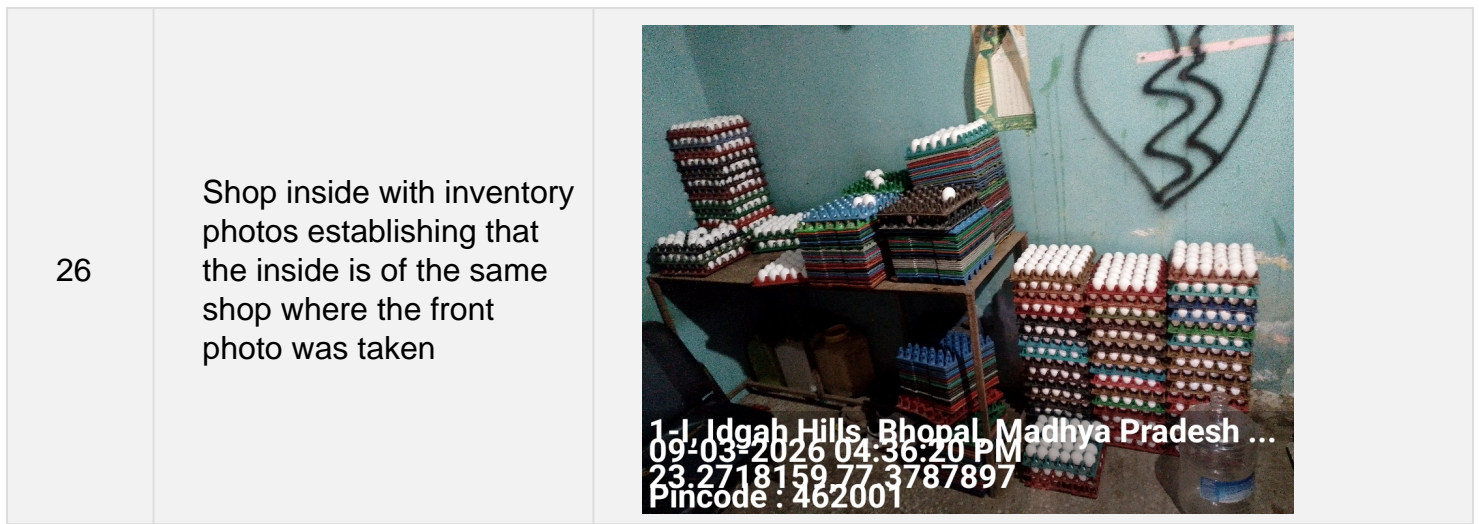 26
Shop inside with inventory
photos establishing that
the inside is of the same
shop where the front
photo was taken
1-I, Idgah Hills, Bhopal, Madhya Pradesh ...
09-03-2026 04:36:20 PM
23.2718159,77.3787897
Pincode : 462001